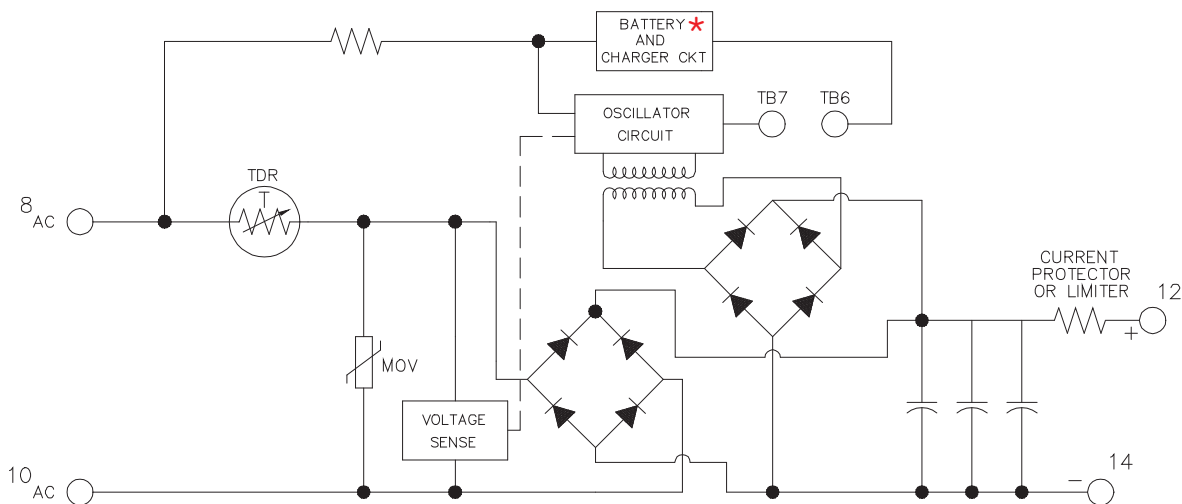 BATTERY *
AND
CHARGER CKT
TB7
TB6
OSCILLATOR
CIRCUIT
TDR
T
8 AC
CURRENT
PROTECTOR
OR LIMITER
12
+
MOV
VOLTAGE
SENSE
10 AC
14
-